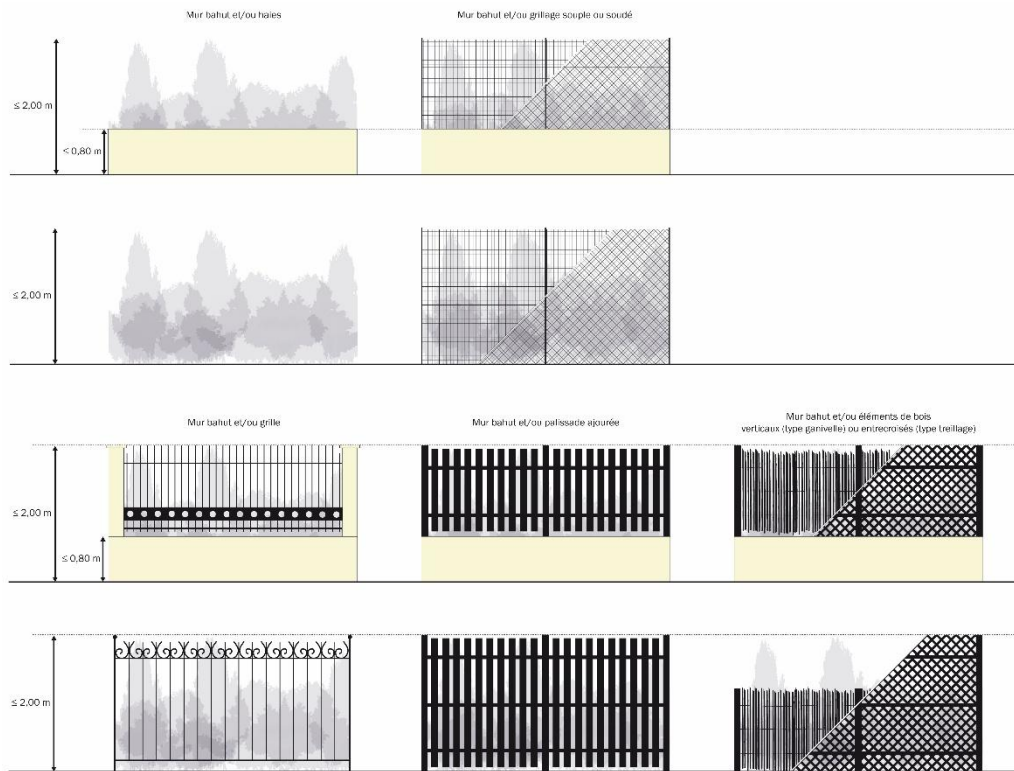 Mur bahut et/ou haies
Mur bahut et/ou grillage souple ou soudé
≤ 2,00 m
≤ 0,80 m
≤ 2,00 m
Mur bahut et/ou grille
Mur bahut et/ou palissade ajourée
Mur bahut et/ou éléments de bois
verticaux (type ganivelle) ou entrecroisés (type treillage)
≤ 2,00 m
≤ 0,80 m
≤ 2,00 m